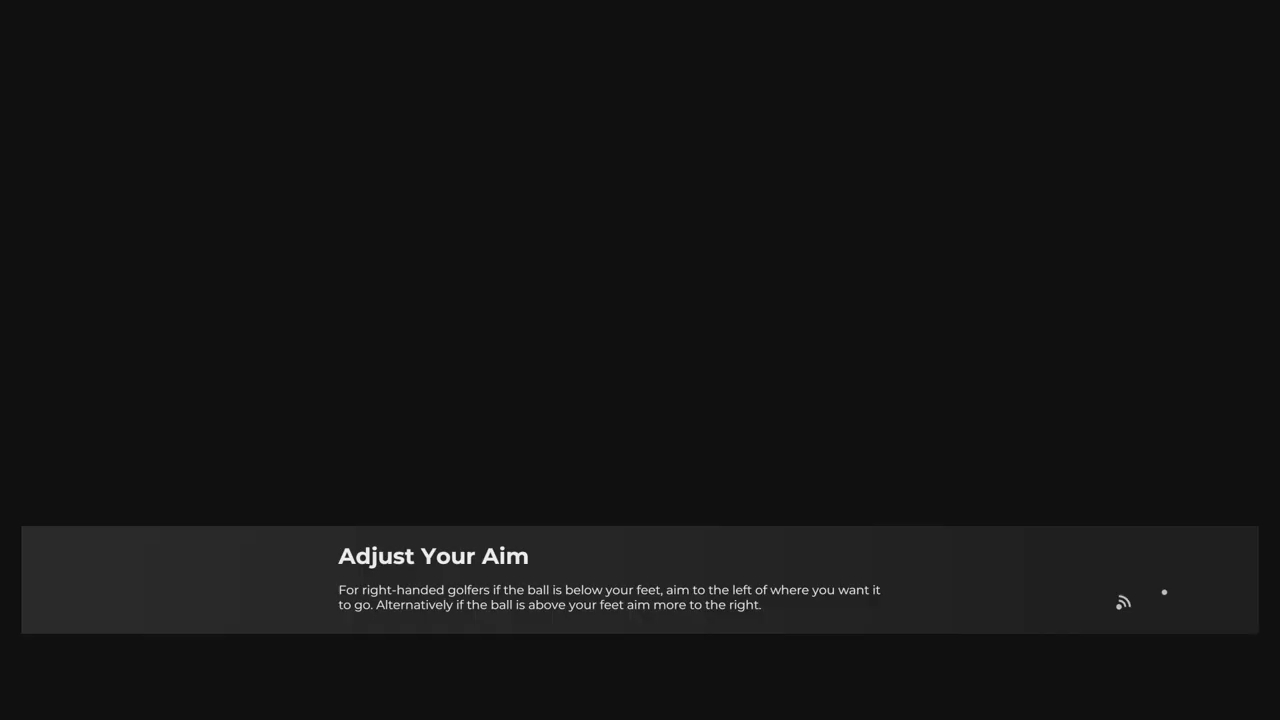 Adjust Your Aim
For right-handed golfers if the ball is below your feet, aim to the left of where you want it
to go. Alternatively if the ball is above your feet aim more to the right.